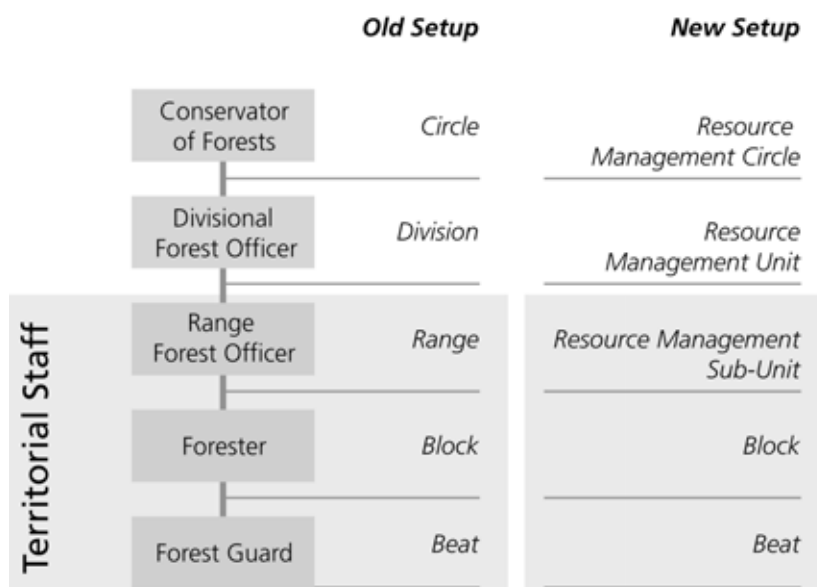 Old Setup New Setup
Conservator
of Forests
Circle
Resource
Management Circle
Divisional
Forest Officer
Division
Resource
Management Unit
Territorial Staff
Range
Forest Officer
Range
Resource Management
Sub-Unit
Forester
Block
Block
Forest Guard
Beat
Beat